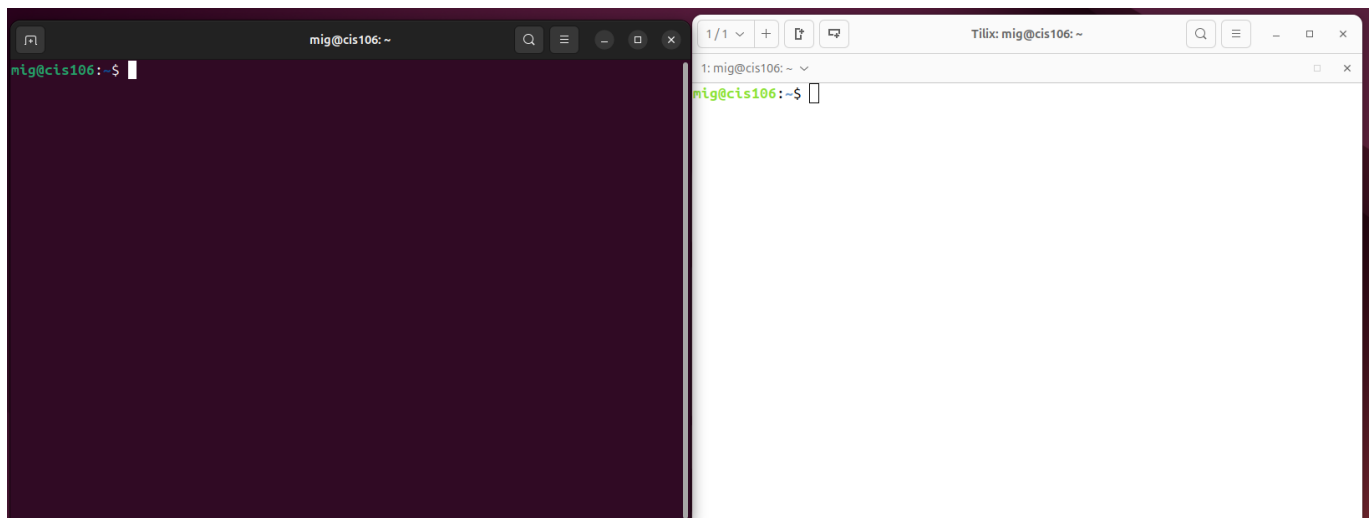 mig@cis106: ~
mig@cis106:~$
1/1
Tilix: mig@cis106: ~
1: mig@cis106: ~
mig@cis106:~$